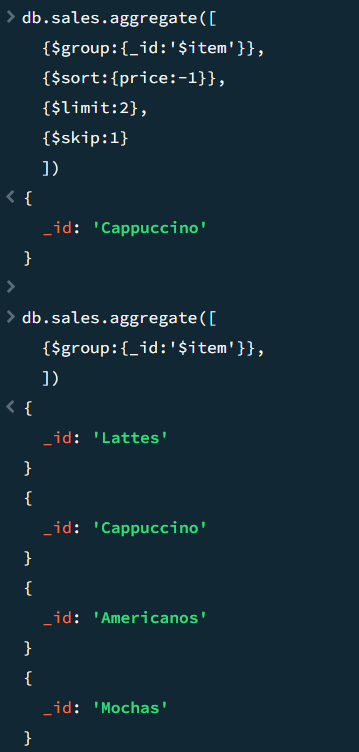 > db.sales.aggregate([
{$group:{_id:'$item'}},
{$sort:{price:-1}},
{$limit:2},
{$skip:1}
])
< {
_id: 'Cappuccino'
}
>
> db.sales.aggregate([
{$group:{_id:'$item'}},
])
< {
_id: 'Lattes'
}
{
_id: 'Cappuccino'
}
{
_id: 'Americanos'
}
{
_id: 'Mochas'
}